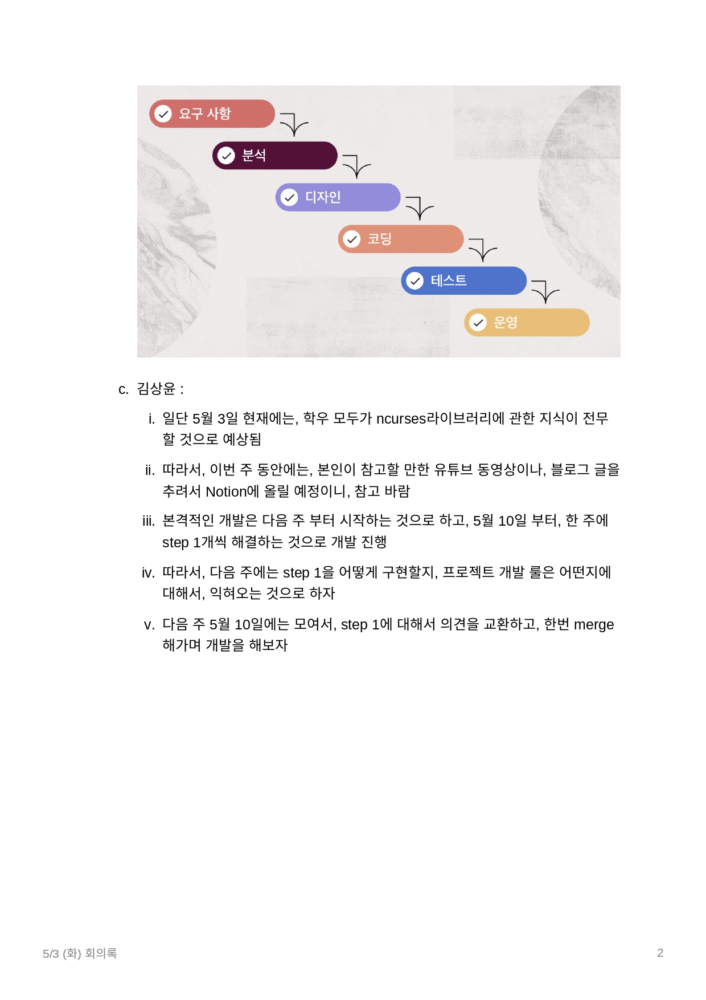 요구 사항
분석
디자인
코딩
테스트
운영
c. 김상윤 :
i. 일단 5월 3일 현재에는, 학우 모두가 ncurses라이브러리에 관한 지식이 전무
할 것으로 예상됨
ii. 따라서, 이번 주 동안에는, 본인이 참고할 만한 유튜브 동영상이나, 블로그 글을
추려서 Notion에 올릴 예정이니, 참고 바람
iii. 본격적인 개발은 다음 주 부터 시작하는 것으로 하고, 5월 10일 부터, 한 주에
step 1개씩 해결하는 것으로 개발 진행
iv. 따라서, 다음 주에는 step 1을 어떻게 구현할지, 프로젝트 개발 룰은 어떤지에
대해서, 익혀오는 것으로 하자
v. 다음 주 5월 10일에는 모여서, step 1에 대해서 의견을 교환하고, 한번 merge
해가며 개발을 해보자
5/3 (화) 회의록
2